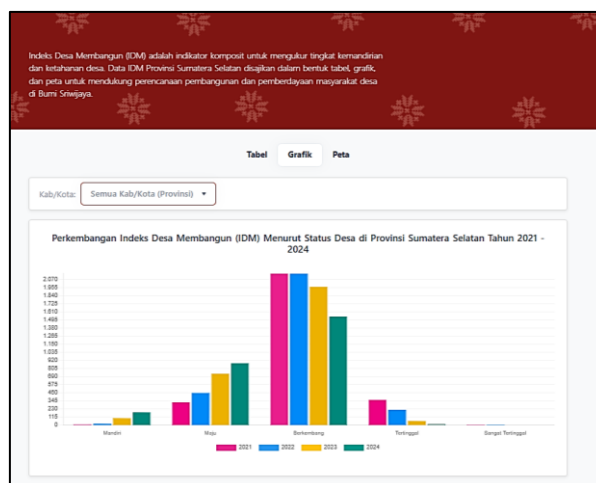 Indeks Desa Membangun (IDM) adalah indikator komposit untuk mengukur tingkat kemandirian
dan ketahanan desa. Data IDM Provinsi Sumatera Selatan disajikan dalam bentuk tabel, grafik,
dan peta untuk mendukung perencanaan pembangunan dan pemberdayaan masyarakat desa
di Bumi Sriwijaya.
Tabel Grafik Peta
Kab/Kota: Semua Kab/Kota (Provinsi)
Perkembangan Indeks Desa Membangun (IDM) Menurut Status Desa di Provinsi Sumatera Selatan Tahun 2021 -
2024
2.070
1.955
1.840
1.725
1.610
1.495
1.380
1.265
1.150
1.035
920
805
690
575
460
345
230
115
0
Mandiri Maju Berkembang Tertinggal Sangat Tertinggal
2021 2022 2023 2024